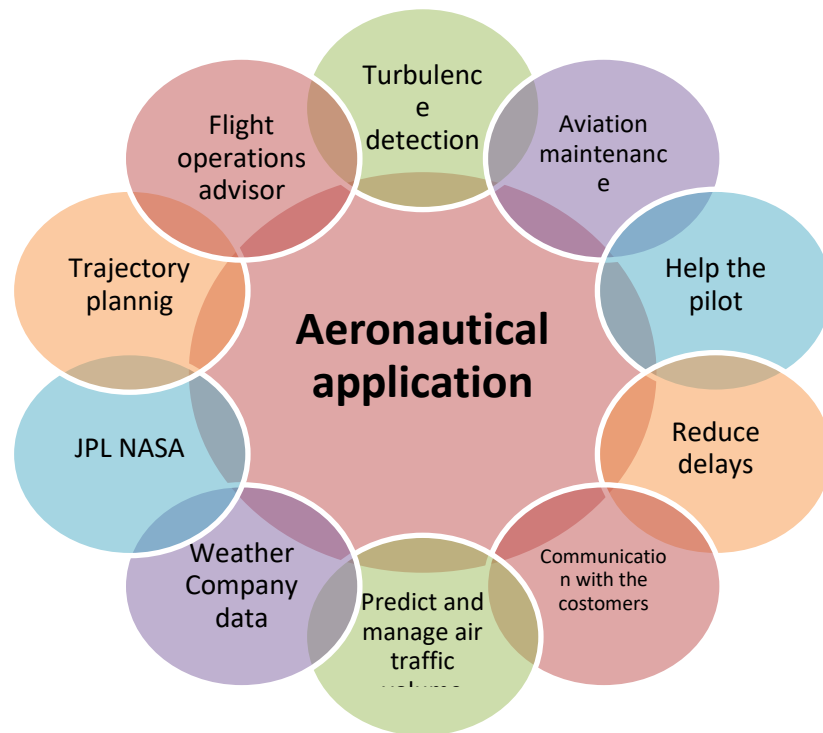 Turbulenc
e
detection
Aviation
maintenanc
e
Help the
pilot
Reduce
delays
Communicatio
n with the
costomers
Predict and
manage air
traffic
volume
Weather
Company
data
JPL NASA
Trajectory
plannig
Flight
operations
advisor
Aeronautical
application